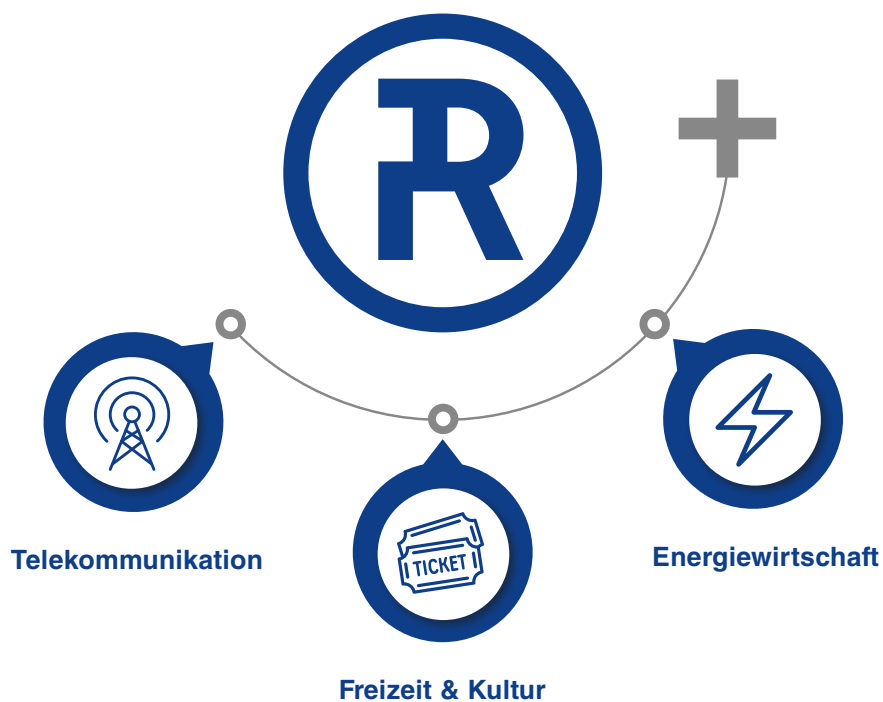 R
Telekommunikation
TICKET
Freizeit & Kultur
Energiewirtschaft